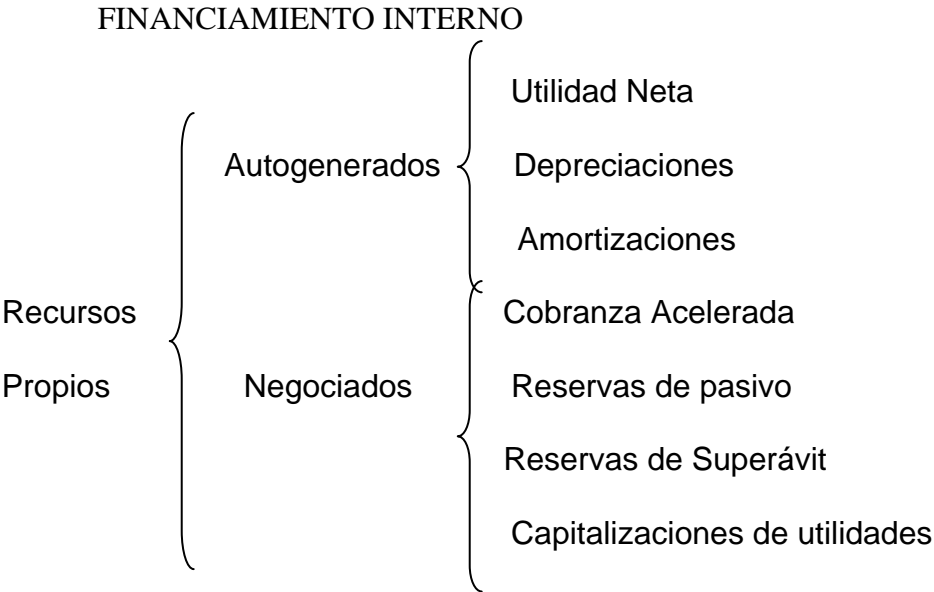 FINANCIAMIENTO INTERNO
Utilidad Neta
Autogenerados Depreciaciones
Amortizaciones
Recursos Cobranza Acelerada
Propios Negociados Reservas de pasivo
Reservas de Superávit
Capitalizaciones de utilidades